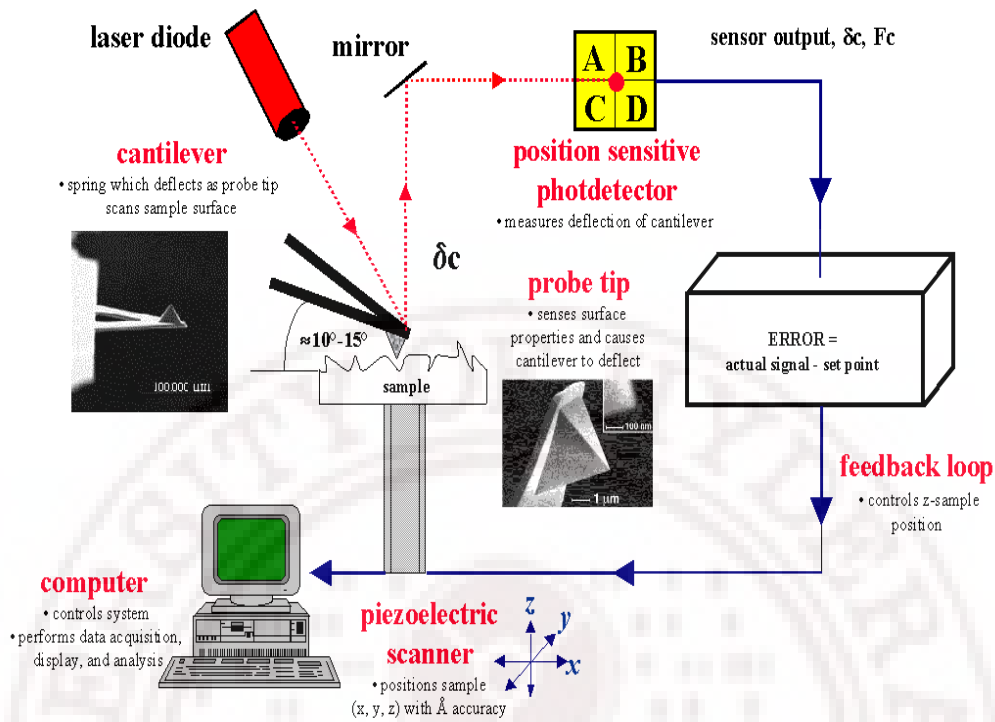 laser diode
mirror
A B
C D
sensor output, δc, Fc
cantilever
• spring which deflects as probe tip
scans sample surface
100.000 µm
position sensitive
photdetector
• measures deflection of cantilever
δc
≈10⁰-15⁰
sample
probe tip
• senses surface
properties and causes
cantilever to deflect
100 nm
1 µm
ERROR =
actual signal - set point
feedback loop
• controls z-sample
position
computer
• controls system
• performs data acquisition,
display, and analysis
piezoelectric
scanner
• positions sample
(x, y, z) with Å accuracy
z
y
x